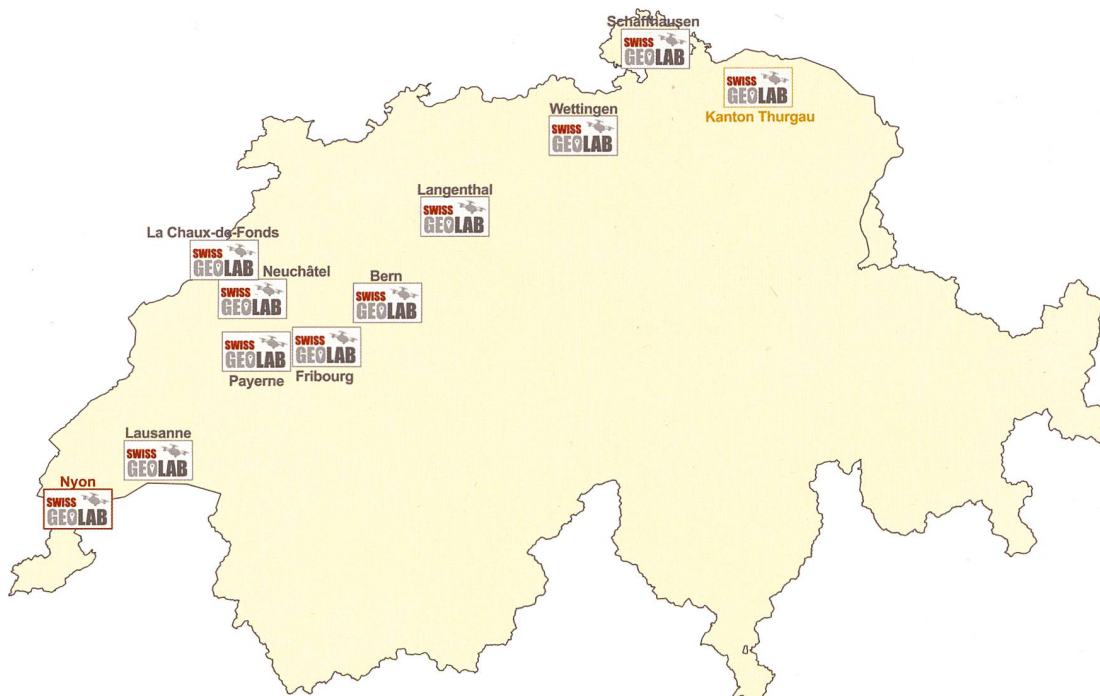 Schaffhausen
SWISS
GEOLAB
SWISS
GEOLAB
Kanton Thurgau
Wettingen
SWISS
GEOLAB
Langenthal
SWISS
GEOLAB
La Chaux-de-Fonds
SWISS
GEOLAB
Neuchâtel
SWISS
GEOLAB
Bern
SWISS
GEOLAB
SWISS
GEOLAB
Payerne
SWISS
GEOLAB
Fribourg
Lausanne
SWISS
GEOLAB
Nyon
SWISS
GEOLAB